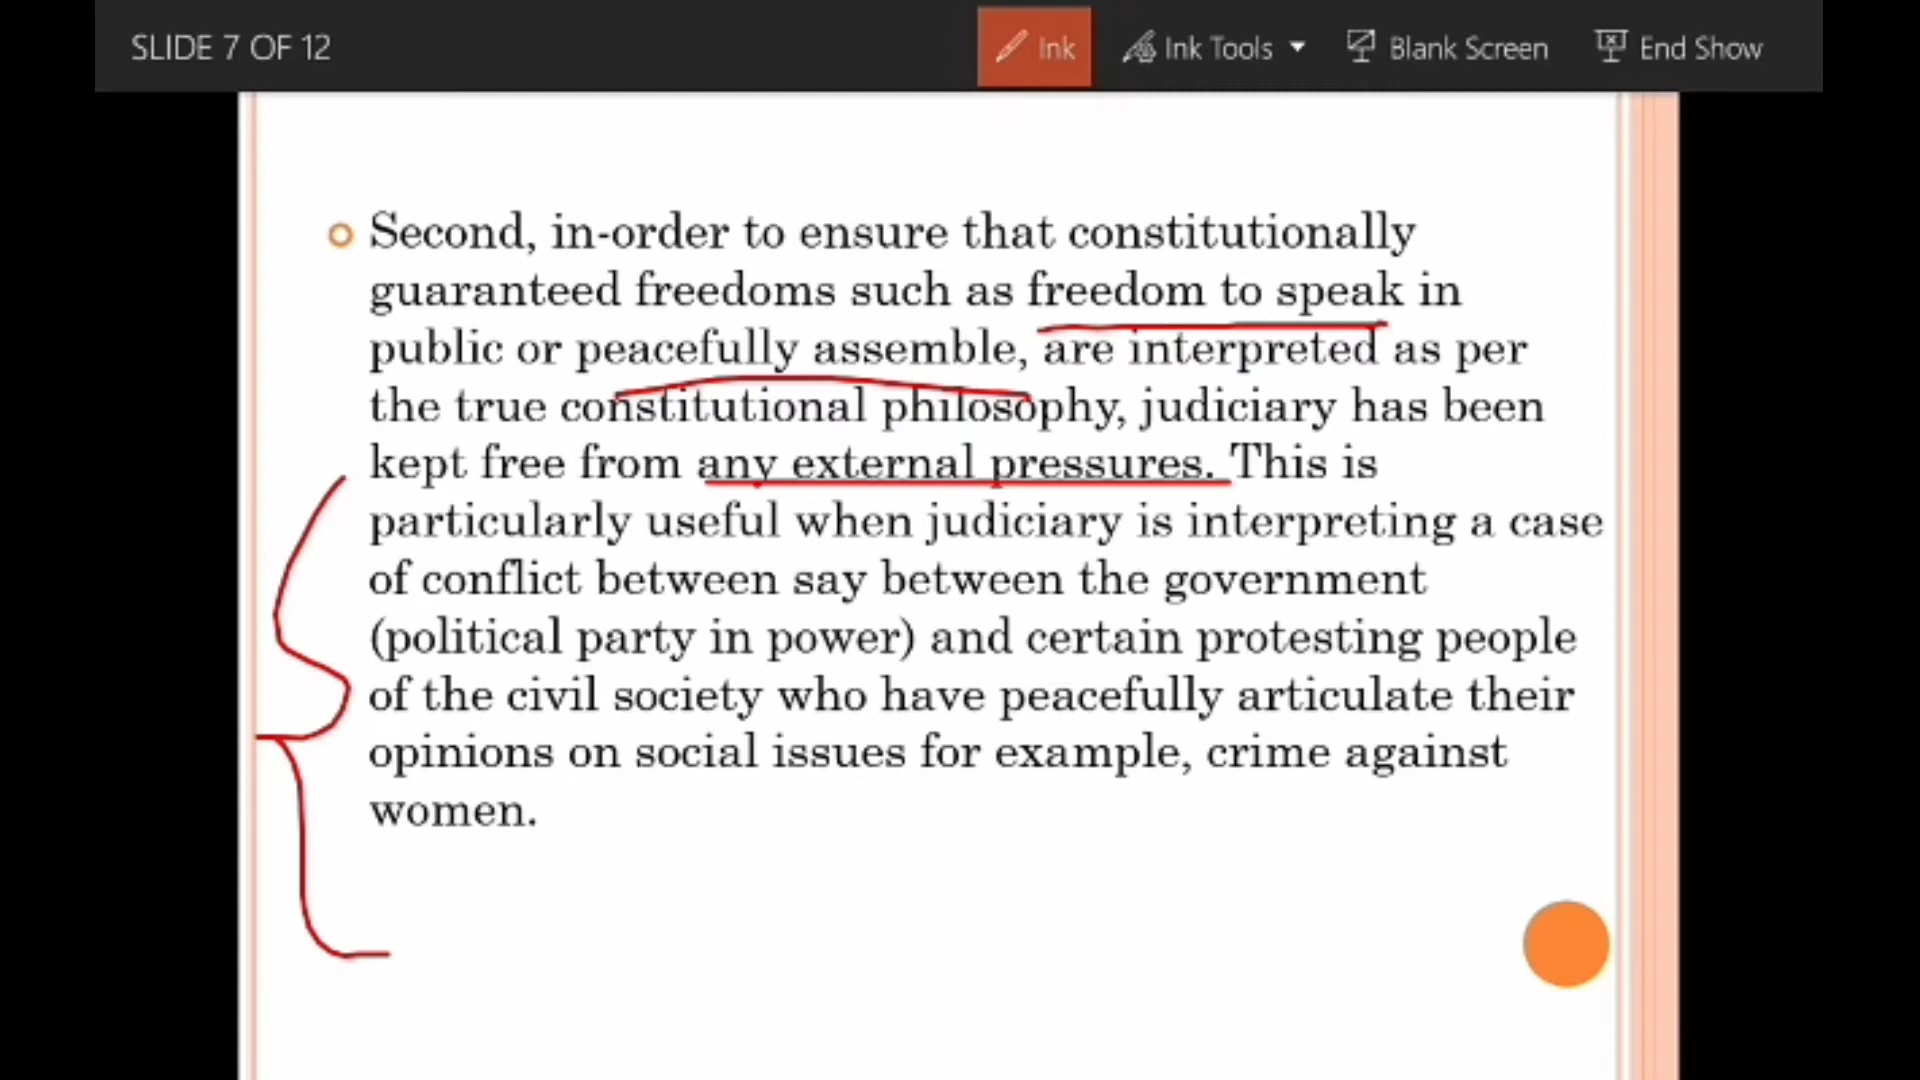 SLIDE 7 OF 12
Ink
Ink Tools
Blank Screen
End Show
Second, in-order to ensure that constitutionally
guaranteed freedoms such as freedom to speak in
public or peacefully assemble, are interpreted as per
the true constitutional philosophy, judiciary has been
kept free from any external pressures. This is
particularly useful when judiciary is interpreting a case
of conflict between say between the government
(political party in power) and certain protesting people
of the civil society who have peacefully articulate their
opinions on social issues for example, crime against
women.